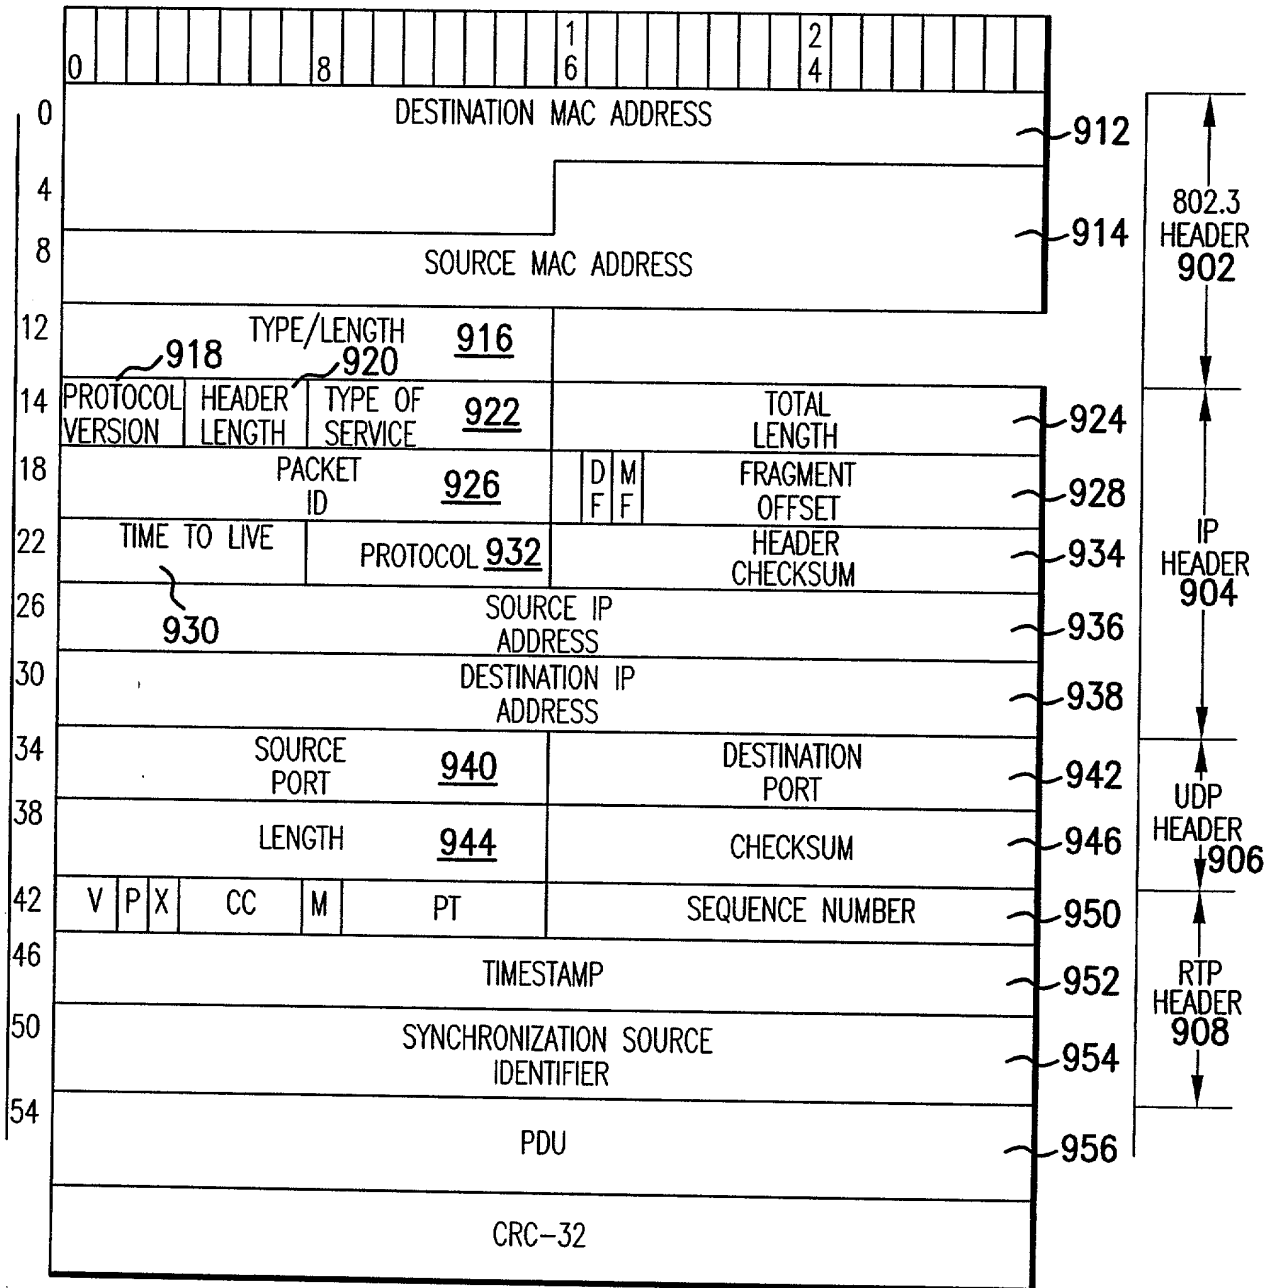 0 8 16 24
0 DESTINATION MAC ADDRESS 912
4
802.3
HEADER
902
914
8 SOURCE MAC ADDRESS
12 TYPE/LENGTH 916
918 920
14 PROTOCOL VERSION HEADER LENGTH TYPE OF SERVICE 922 TOTAL LENGTH 924
18 PACKET ID 926 DF MF FRAGMENT OFFSET 928
22 TIME TO LIVE PROTOCOL 932 HEADER CHECKSUM 934
IP
HEADER
904
26 SOURCE IP ADDRESS 936
930
30 DESTINATION IP ADDRESS 938
34 SOURCE PORT 940 DESTINATION PORT 942
UDP
HEADER
906
38 LENGTH 944 CHECKSUM 946
42 V P X CC M PT SEQUENCE NUMBER 950
46 TIMESTAMP 952
RTP
HEADER
908
50 SYNCHRONIZATION SOURCE IDENTIFIER 954
54 PDU 956
CRC-32